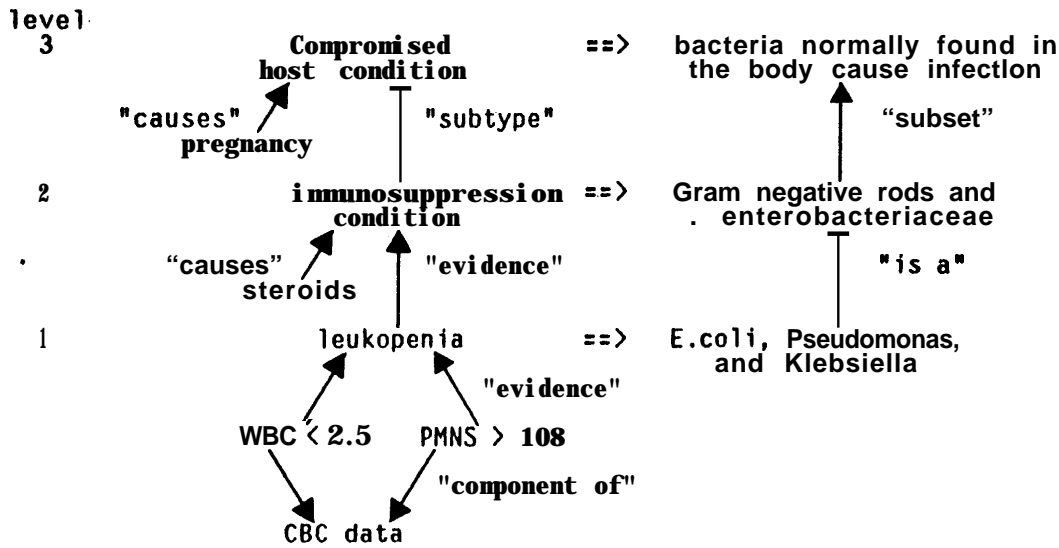 level
3 Compromised ==> bacteria normally found in
host condition the body cause infection
"causes" "subtype" "subset"
pregnancy
2 immunosuppression ==> Gram negative rods and
condition . enterobacteriaceae
"causes" "evidence" "is a"
steroids
1 leukopenia ==> E.coli, Pseudomonas,
and Klebsiella
"evidence"
WBC < 2.5 PMNS > 108
"component of"
CBC data